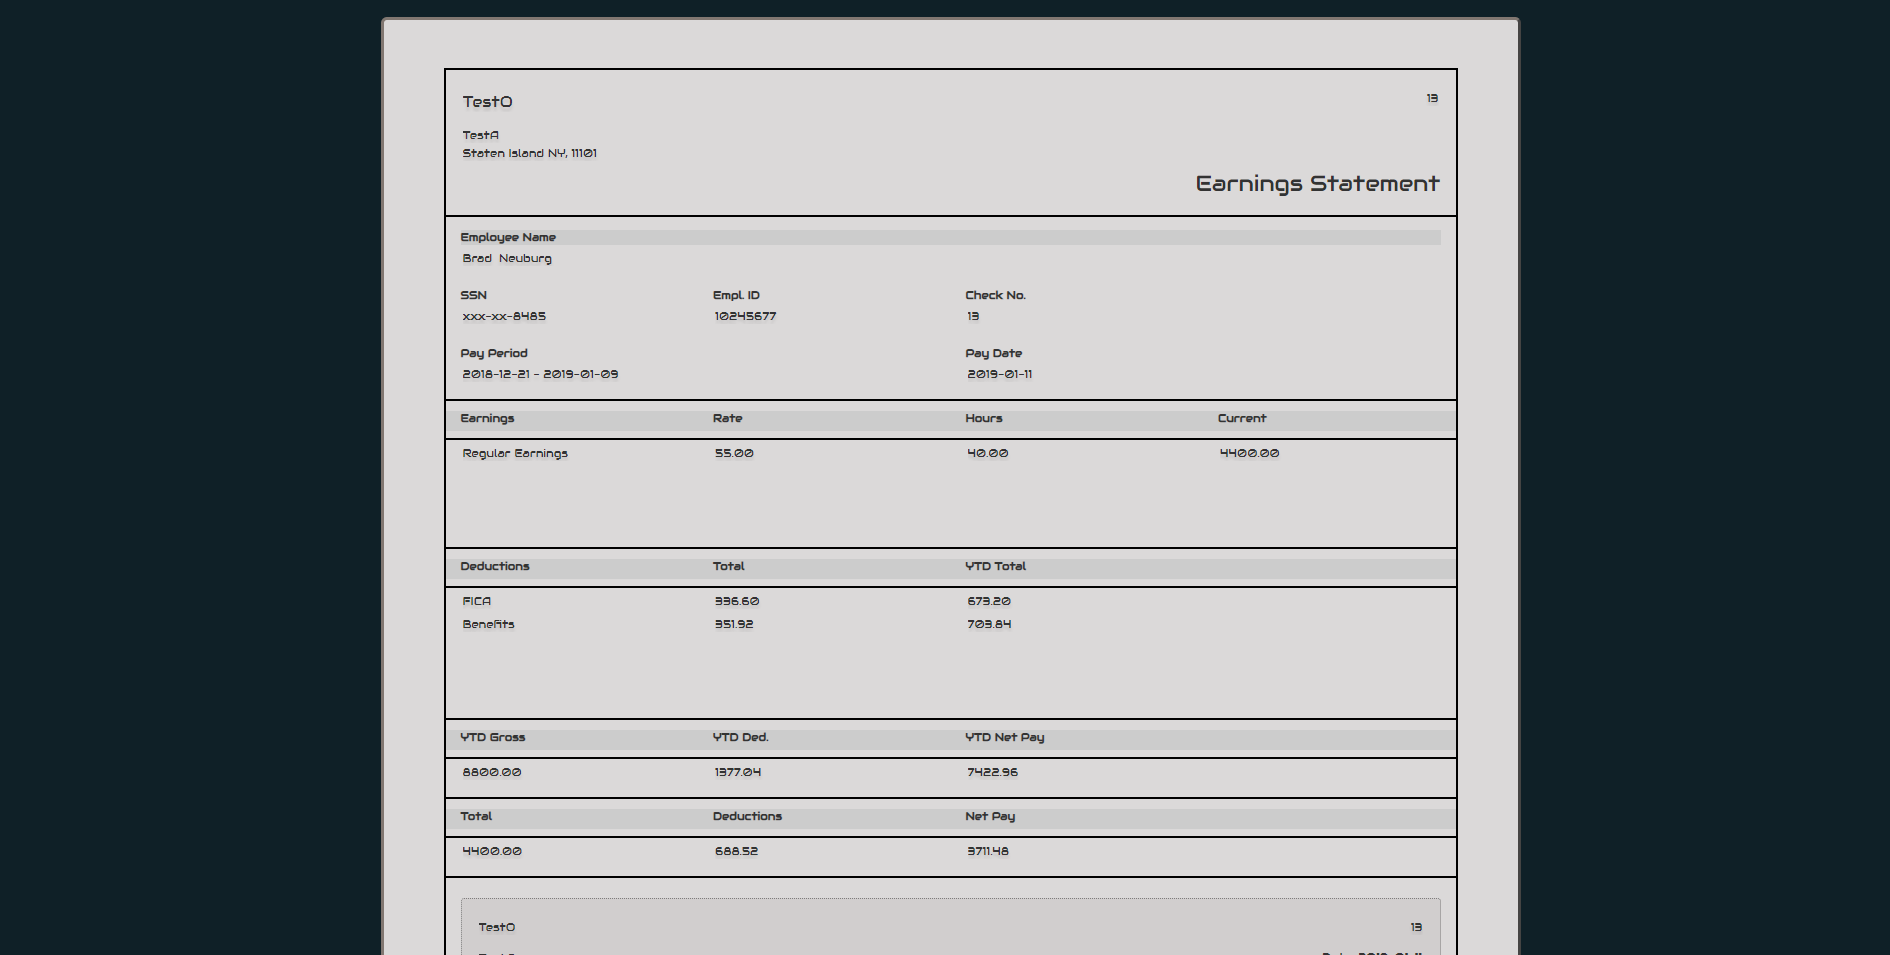 TestO 13
TestA
Staten Island NY, 11101
Earnings Statement
Employee Name
Brad Neuburg
SSN Empl. ID Check No.
xxx-xx-8485 10245677 13
Pay Period Pay Date
2018-12-21 - 2019-01-09 2019-01-11
Earnings Rate Hours Current
Regular Earnings 55.00 40.00 4400.00
Deductions Total YTD Total
FICA 336.60 673.20
Benefits 351.92 703.84
YTD Gross YTD Ded. YTD Net Pay
8800.00 1377.04 7422.96
Total Deductions Net Pay
4400.00 688.52 3711.48
TestO 13